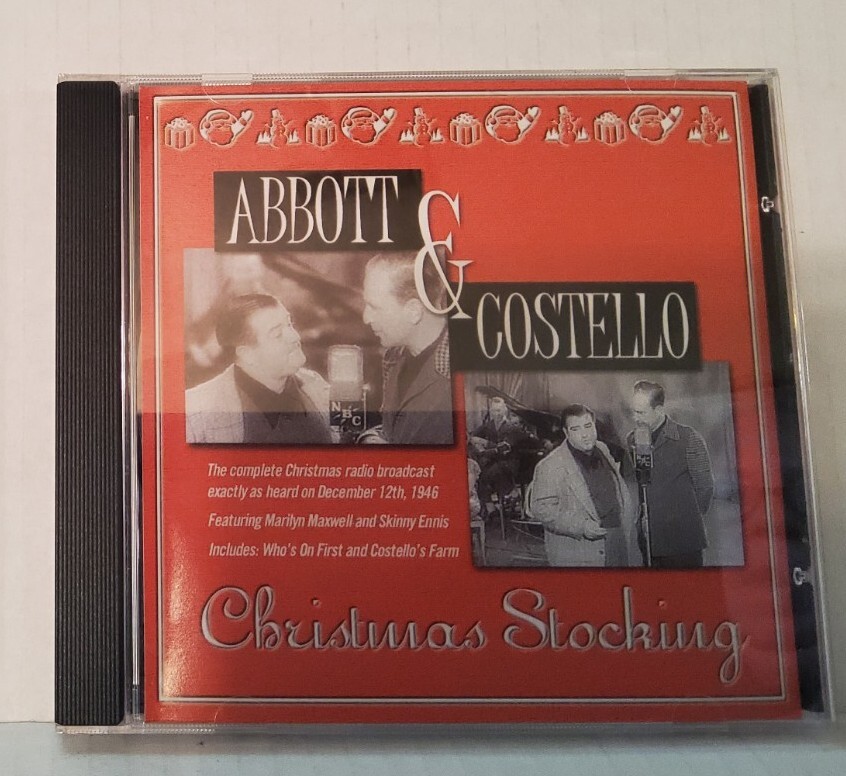 ABBOTT
&
COSTELLO
NBC
The complete Christmas radio broadcast
exactly as heard on December 12th, 1946
Featuring Marilyn Maxwell and Skinny Ennis
Includes: Who's On First and Costello's Farm
Christmas Stocking